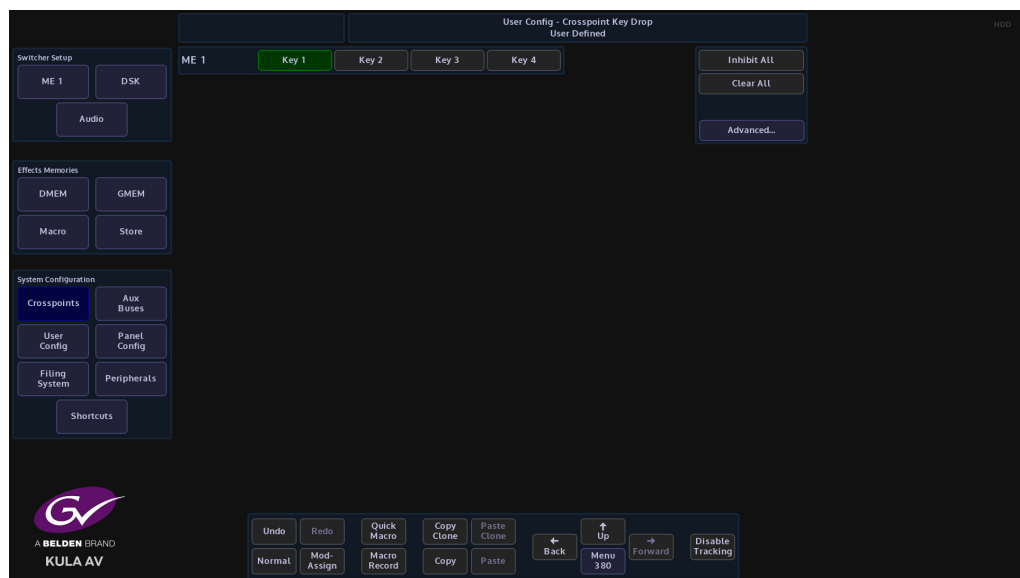 User Config - Crosspoint Key Drop
User Defined
HDD
Switcher Setup
ME 1
DSK
Audio
ME 1
Key 1
Key 2
Key 3
Key 4
Inhibit All
Clear All
Advanced...
Effects Memories
DMEM
GMEM
Macro
Store
System Configuration
Crosspoints
Aux
Buses
User
Config
Panel
Config
Filing
System
Peripherals
Shortcuts
GV
A BELDEN BRAND
KULA AV
Undo
Redo
Quick
Macro
Copy
Clone
Paste
Clone
Normal
Mod-
Assign
Macro
Record
Copy
Paste
←
Back
↑
Up
Menu
380
→
Forward
Disable
Tracking